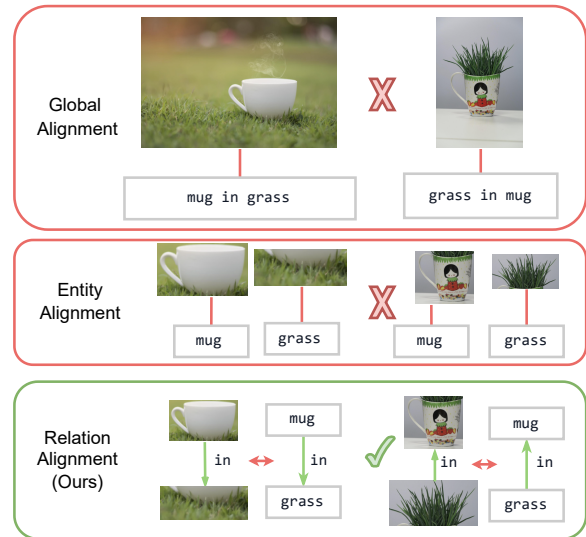 Global
Alignment
mug in grass
grass in mug
Entity
Alignment
mug
grass
mug
grass
Relation
Alignment
(Ours)
in
mug
in
grass
in
mug
in
grass